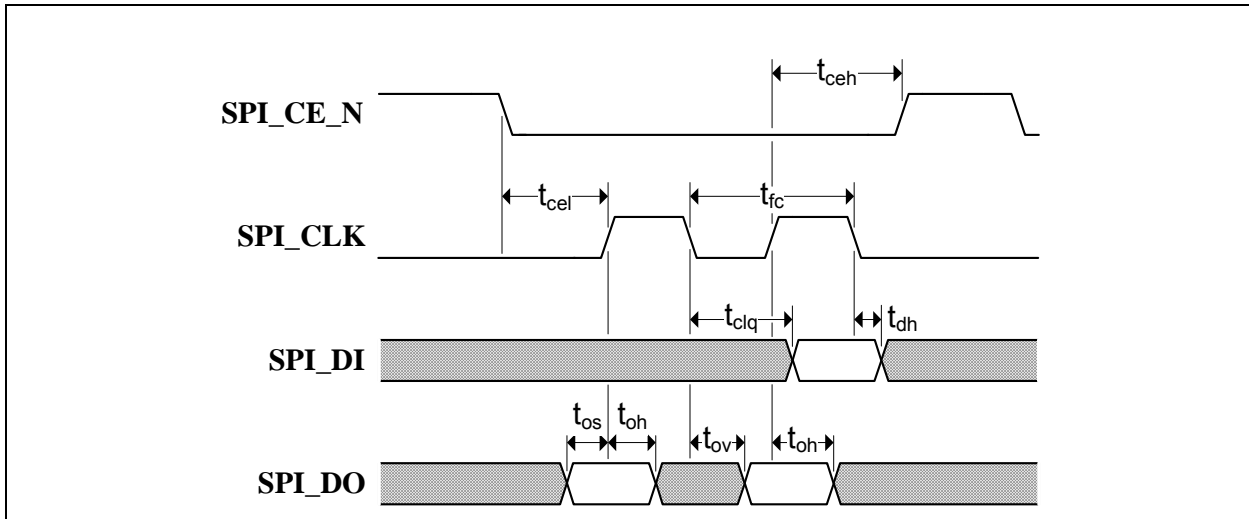 t_ceh
SPI_CE_N
t_cel
t_fc
SPI_CLK
t_clq
t_dh
SPI_DI
t_os
t_oh
t_ov
t_oh
SPI_DO